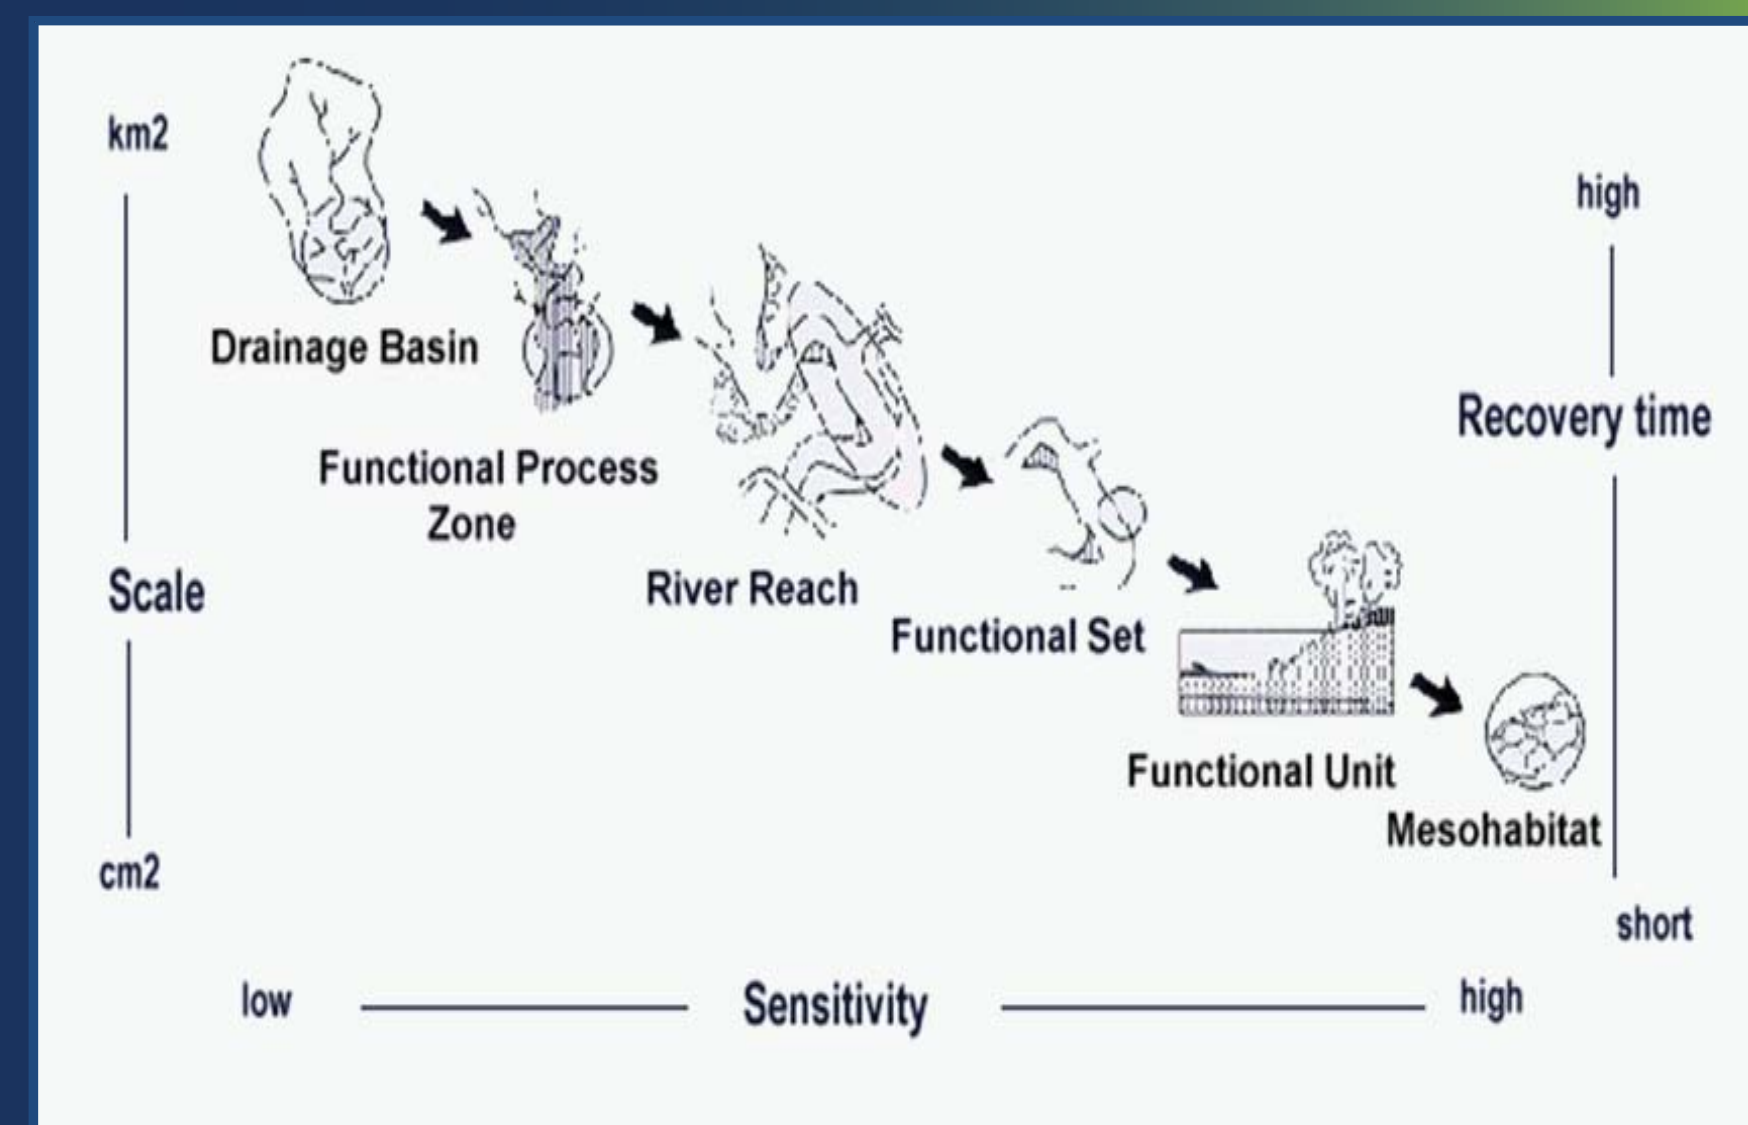 km2
high
Drainage Basin
Recovery time
Functional Process
Zone
Scale
River Reach
Functional Set
Functional Unit
Mesohabitat
cm2
short
low
Sensitivity
high